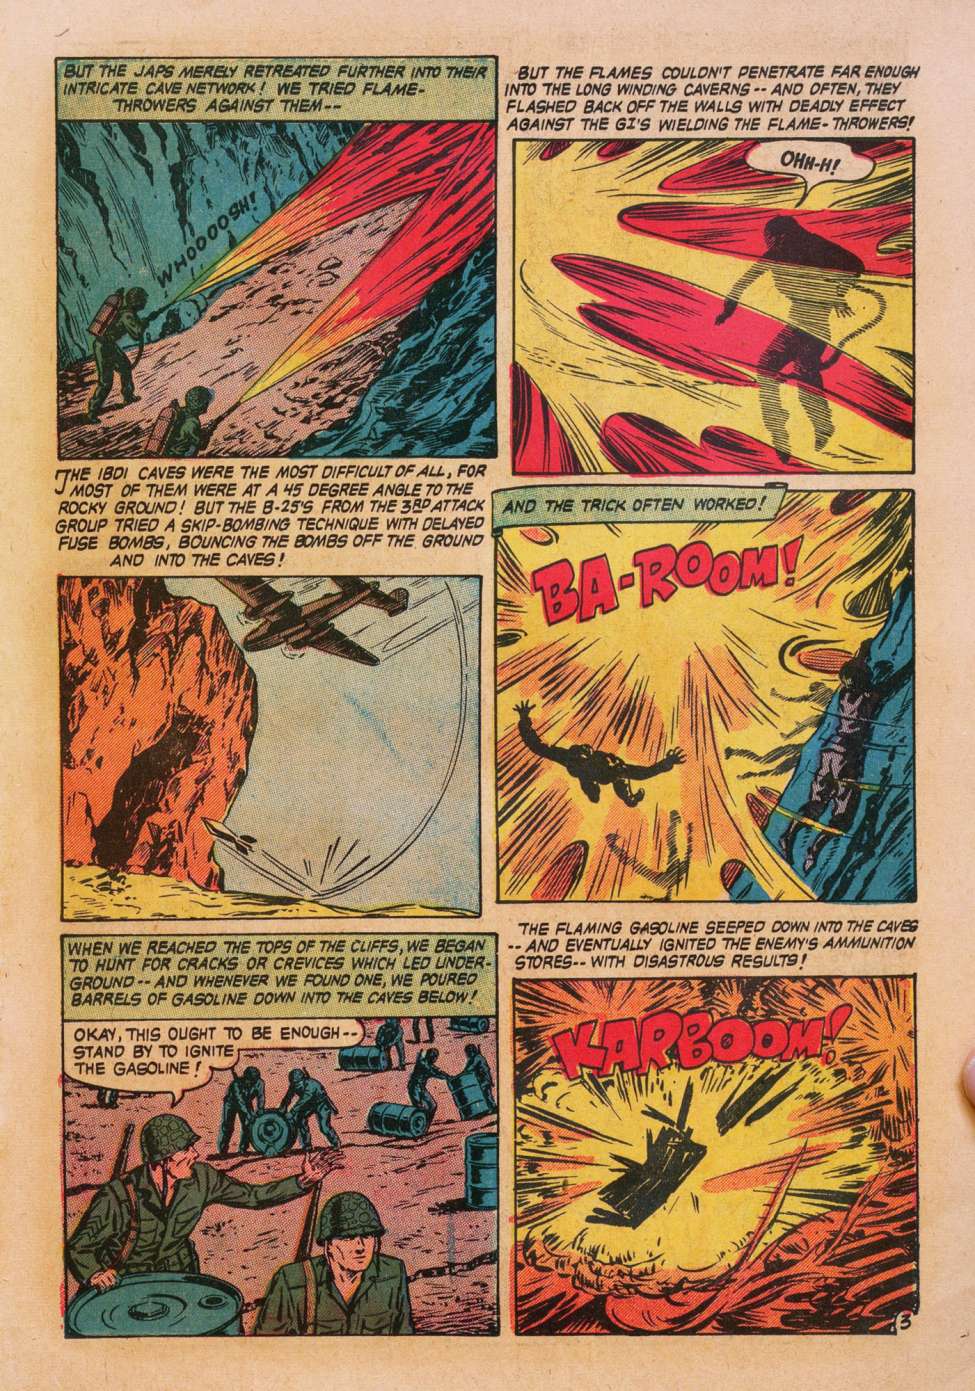 BUT THE JAPS MERELY RETREATED FURTHER INTO THEIR
INTRICATE CAVE NETWORK! WE TRIED FLAME-
THROWERS AGAINST THEM--
WHOOOOSH!
BUT THE FLAMES COULDN'T PENETRATE FAR ENOUGH
INTO THE LONG WINDING CAVERNS-- AND OFTEN, THEY
FLASHED BACK OFF THE WALLS WITH DEADLY EFFECT
AGAINST THE GI'S WIELDING THE FLAME-THROWERS!
OHH-H!
THE IBDI CAVES WERE THE MOST DIFFICULT OF ALL, FOR
MOST OF THEM WERE AT A 45 DEGREE ANGLE TO THE
ROCKY GROUND! BUT THE B-25'S FROM THE 3RD ATTACK
GROUP TRIED A SKIP-BOMBING TECHNIQUE WITH DELAYED
FUSE BOMBS, BOUNCING THE BOMBS OFF THE GROUND
AND INTO THE CAVES!
AND THE TRICK OFTEN WORKED!
BA-ROOM!
WHEN WE REACHED THE TOPS OF THE CLIFFS, WE BEGAN
TO HUNT FOR CRACKS OR CREVICES WHICH LED UNDER-
GROUND-- AND WHENEVER WE FOUND ONE, WE POURED
BARRELS OF GASOLINE DOWN INTO THE CAVES BELOW!
OKAY, THIS OUGHT TO BE ENOUGH--
STAND BY TO IGNITE
THE GASOLINE!
THE FLAMING GASOLINE SEEPED DOWN INTO THE CAVES
-- AND EVENTUALLY IGNITED THE ENEMY'S AMMUNITION
STORES-- WITH DISASTROUS RESULTS!
KARBOOM!
3